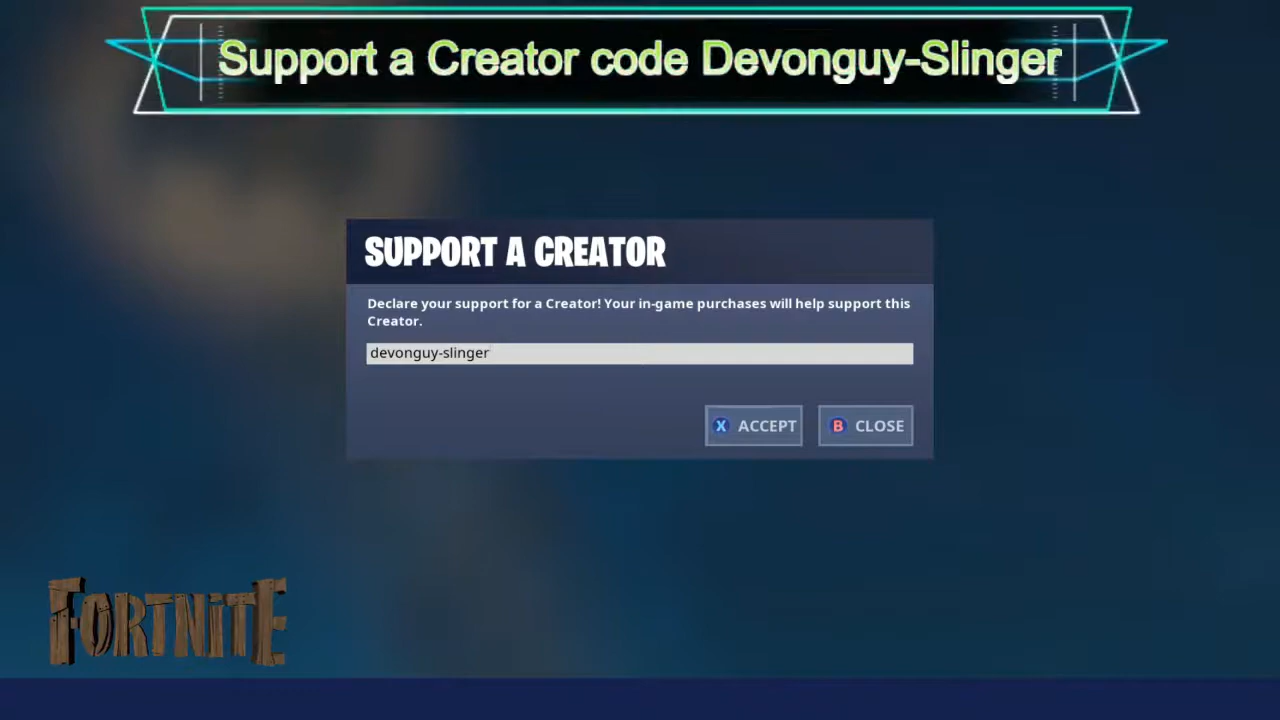 Support a Creator code Devonguy-Slinger
SUPPORT A CREATOR
Declare your support for a Creator! Your in-game purchases will help support this
Creator.
devonguy-slinger
X ACCEPT B CLOSE
FORTNITE